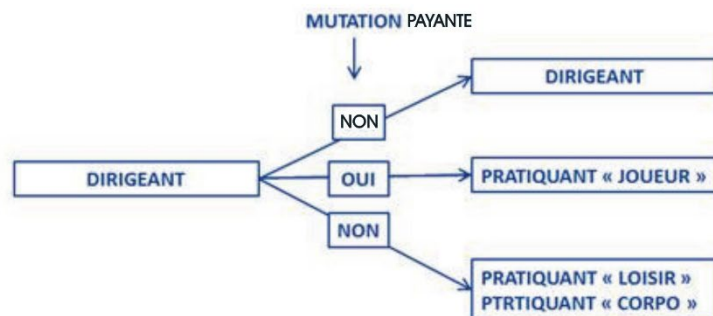 MUTATION PAYANTE
DIRIGEANT
NON
DIRIGEANT
OUI
PRATIQUANT « JOUEUR »
NON
PRATIQUANT « LOISIR »
PTRTIQUANT « CORPO »